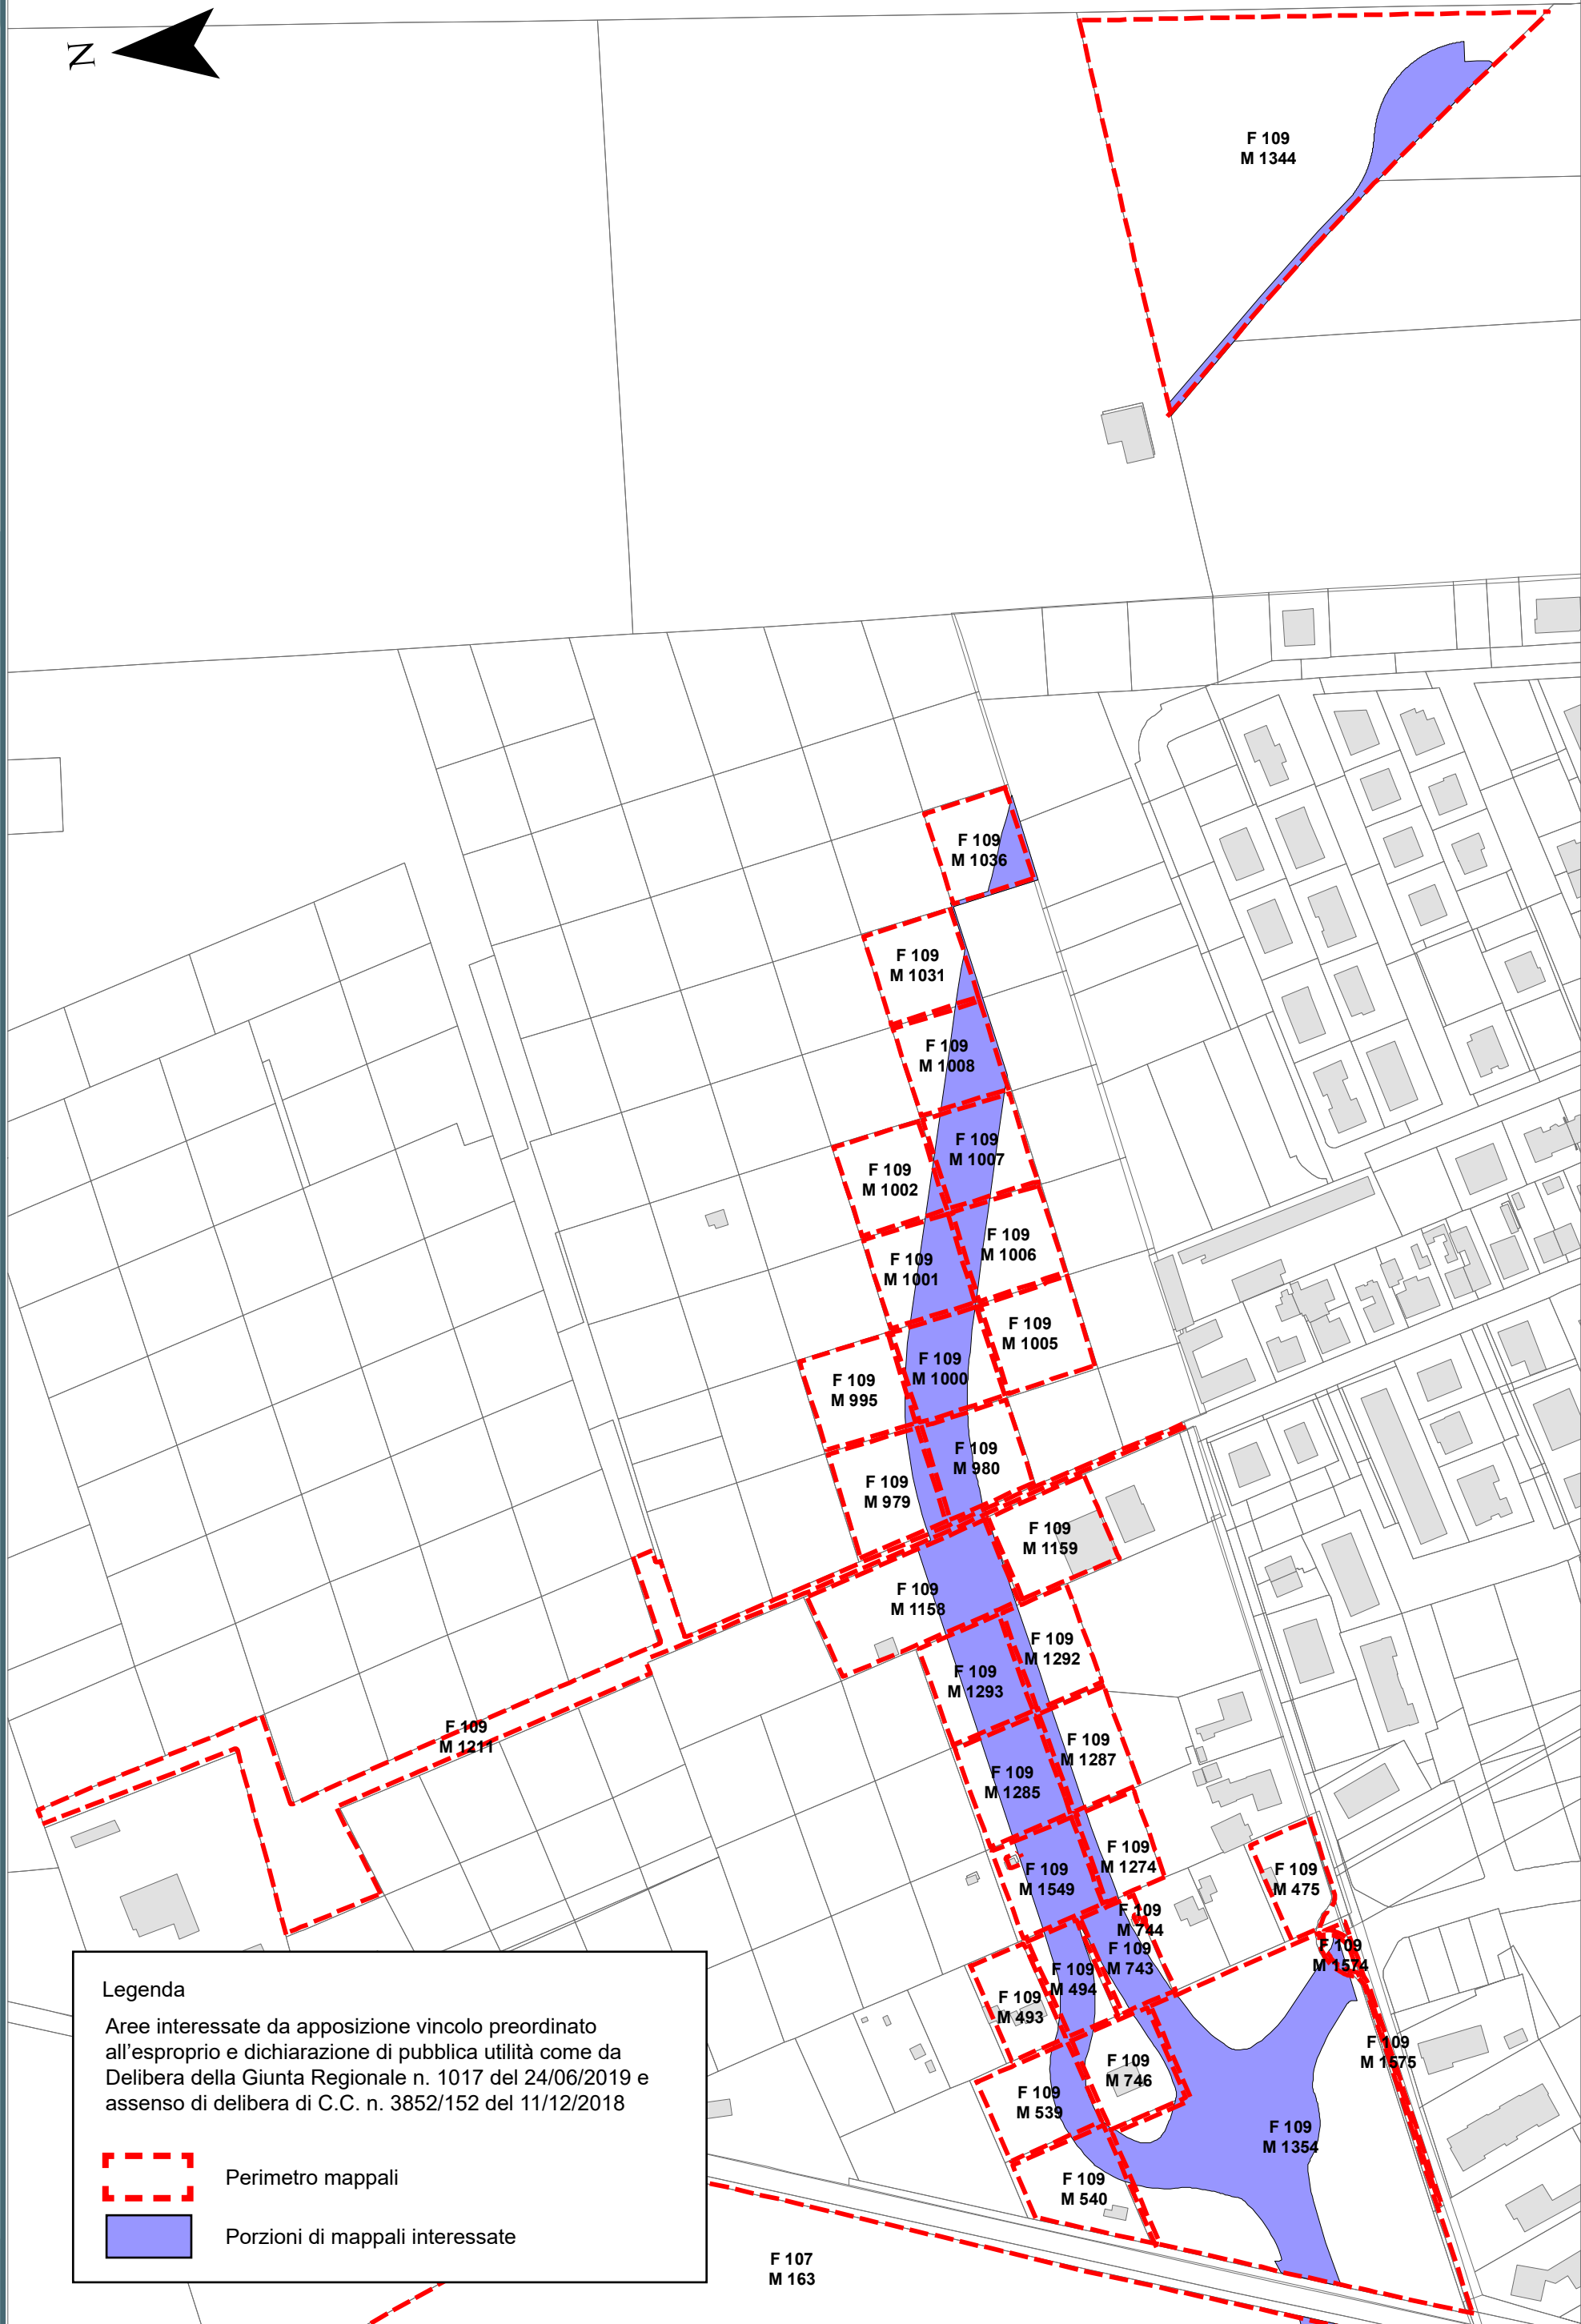 N
F 109
M 1344
F 109
M 1036
F 109
M 1031
F 109
M 1008
F 109
M 1007
F 109
M 1002
F 109
M 1006
F 109
M 1001
F 109
M 1005
F 109
M 1000
F 109
M 995
F 109
M 980
F 109
M 979
F 109
M 1159
F 109
M 1158
F 109
M 1292
F 109
M 1293
F 109
M 1211
F 109
M 1287
F 109
M 1285
F 109
M 1274
F 109
M 1549
F 109
M 475
F 109
M 744
F 109
M 743
F 109
M 1574
F 109
M 494
F 109
M 493
F 109
M 1575
F 109
M 746
F 109
M 539
F 109
M 1354
F 109
M 540
F 107
M 163
Legenda
Aree interessate da apposizione vincolo preordinato
all'esproprio e dichiarazione di pubblica utilità come da
Delibera della Giunta Regionale n. 1017 del 24/06/2019 e
assenso di delibera di C.C. n. 3852/152 del 11/12/2018
Perimetro mappali
Porzioni di mappali interessate